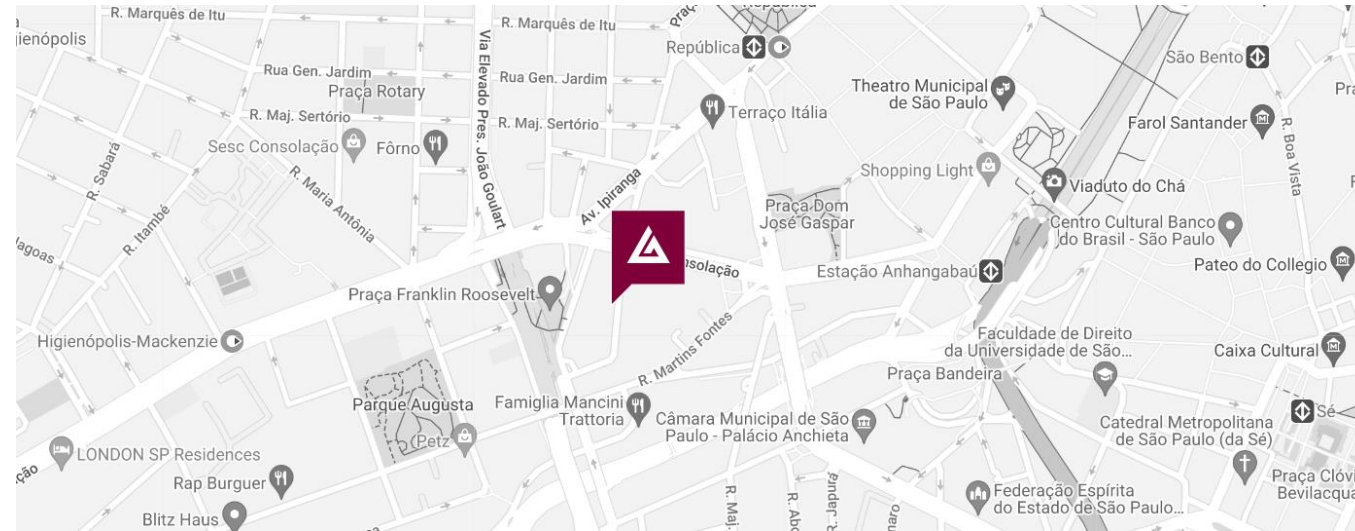 R. Marquês de Itu
R. Marquês de Itu
República
São Bento
ienópolis
Rua Gen. Jardim
Rua Gen. Jardim
Praça Rotary
Theatro Municipal
de São Paulo
Via Elevado Pres. João Goulart
R. Maj. Sertório
R. Maj. Sertório
Terraço Itália
Farol Santander
Sesc Consolação
Fôrno
R. Boa Vista
R. Sabará
R. Maria Antônia
Shopping Light
Viaduto do Chá
R. Itambé
Av. Ipiranga
Praça Dom
José Gaspar
Centro Cultural Banco
do Brasil - São Paulo
lagoas
nsolação
Estação Anhangabaú
Pateo do Collegio
Praça Franklin Roosevelt
Higienópolis-Mackenzie
R. Martins Fontes
Faculdade de Direito
da Universidade de São...
Caixa Cultural
Praça Bandeira
Parque Augusta
Famiglia Mancini
Trattoria
Câmara Municipal de São
Paulo - Palácio Anchieta
Sé
Catedral Metropolitana
de São Paulo (da Sé)
Petz
LONDON SP Residences
ação
Rap Burguer
Praça Clóvi
Bevilacqua
R. Maj.
R. Abo
Federação Espírita
do Estado de São Paulo...
Blitz Haus